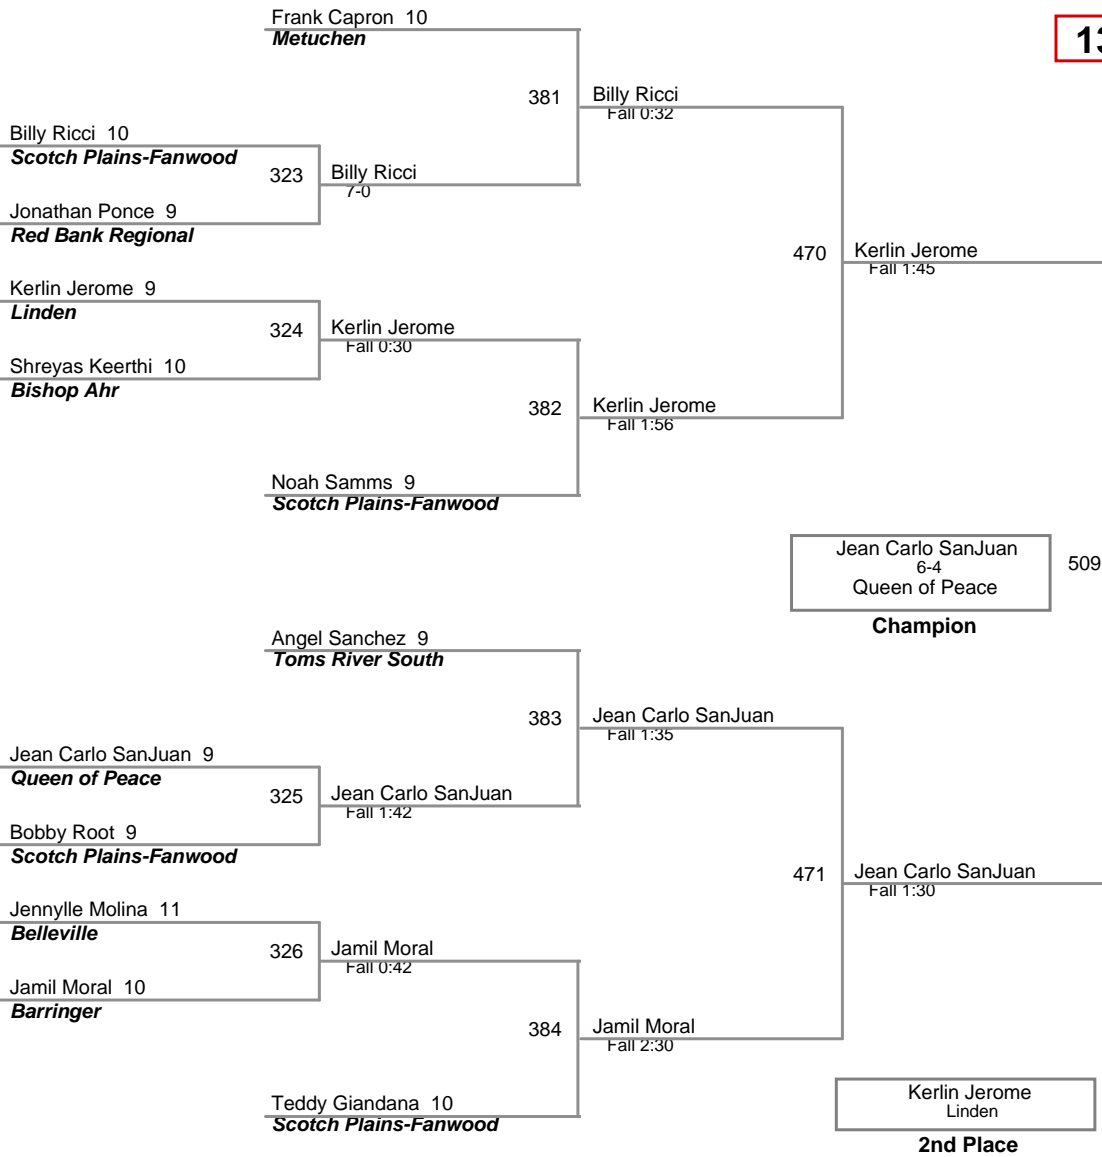 Frank Capron 10
Metuchen
13
381
Billy Ricci
Fall 0:32
Billy Ricci 10
Scotch Plains-Fanwood
323
Billy Ricci
7-0
Jonathan Ponce 9
Red Bank Regional
470
Kerlin Jerome
Fall 1:45
Kerlin Jerome 9
Linden
324
Kerlin Jerome
Fall 0:30
Shreyas Keerthi 10
Bishop Ahr
382
Kerlin Jerome
Fall 1:56
Noah Samms 9
Scotch Plains-Fanwood
Jean Carlo SanJuan
6-4
Queen of Peace
509
Champion
Angel Sanchez 9
Toms River South
383
Jean Carlo SanJuan
Fall 1:35
Jean Carlo SanJuan 9
Queen of Peace
325
Jean Carlo SanJuan
Fall 1:42
Bobby Root 9
Scotch Plains-Fanwood
471
Jean Carlo SanJuan
Fall 1:30
Jennylle Molina 11
Belleville
326
Jamil Moral
Fall 0:42
Jamil Moral 10
Barringer
384
Jamil Moral
Fall 2:30
Teddy Giandana 10
Scotch Plains-Fanwood
Kerlin Jerome
Linden
2nd Place